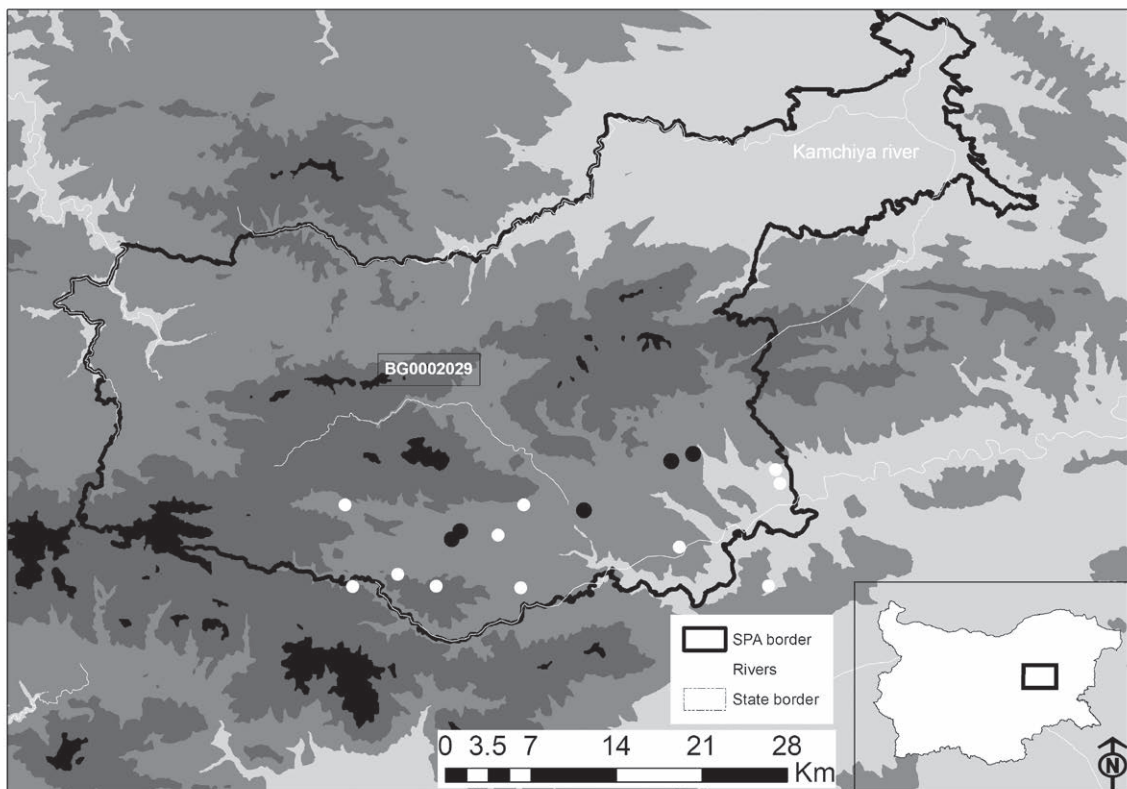 Kamchiya river
BG0002029
SPA border
Rivers
State border
0 3.5 7 14 21 28
Km
N